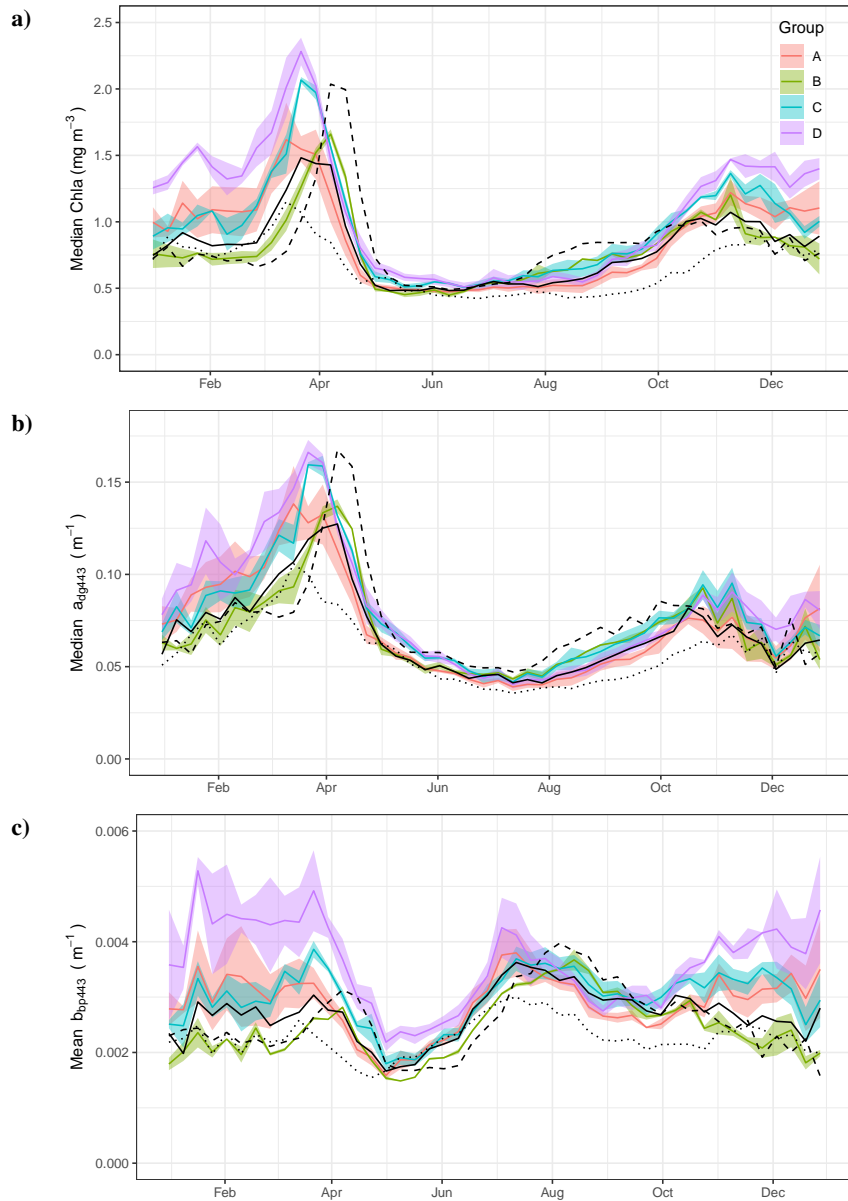 a)
Median Chla (mg m⁻³)
2.5
2.0
1.5
1.0
0.5
0.0
Group
A
B
C
D
Feb Apr Jun Aug Oct Dec
b)
Median a_dg443 ( m⁻¹ )
0.15
0.10
0.05
0.00
Feb Apr Jun Aug Oct Dec
c)
Mean b_bp443 ( m⁻¹ )
0.006
0.004
0.002
0.000
Feb Apr Jun Aug Oct Dec